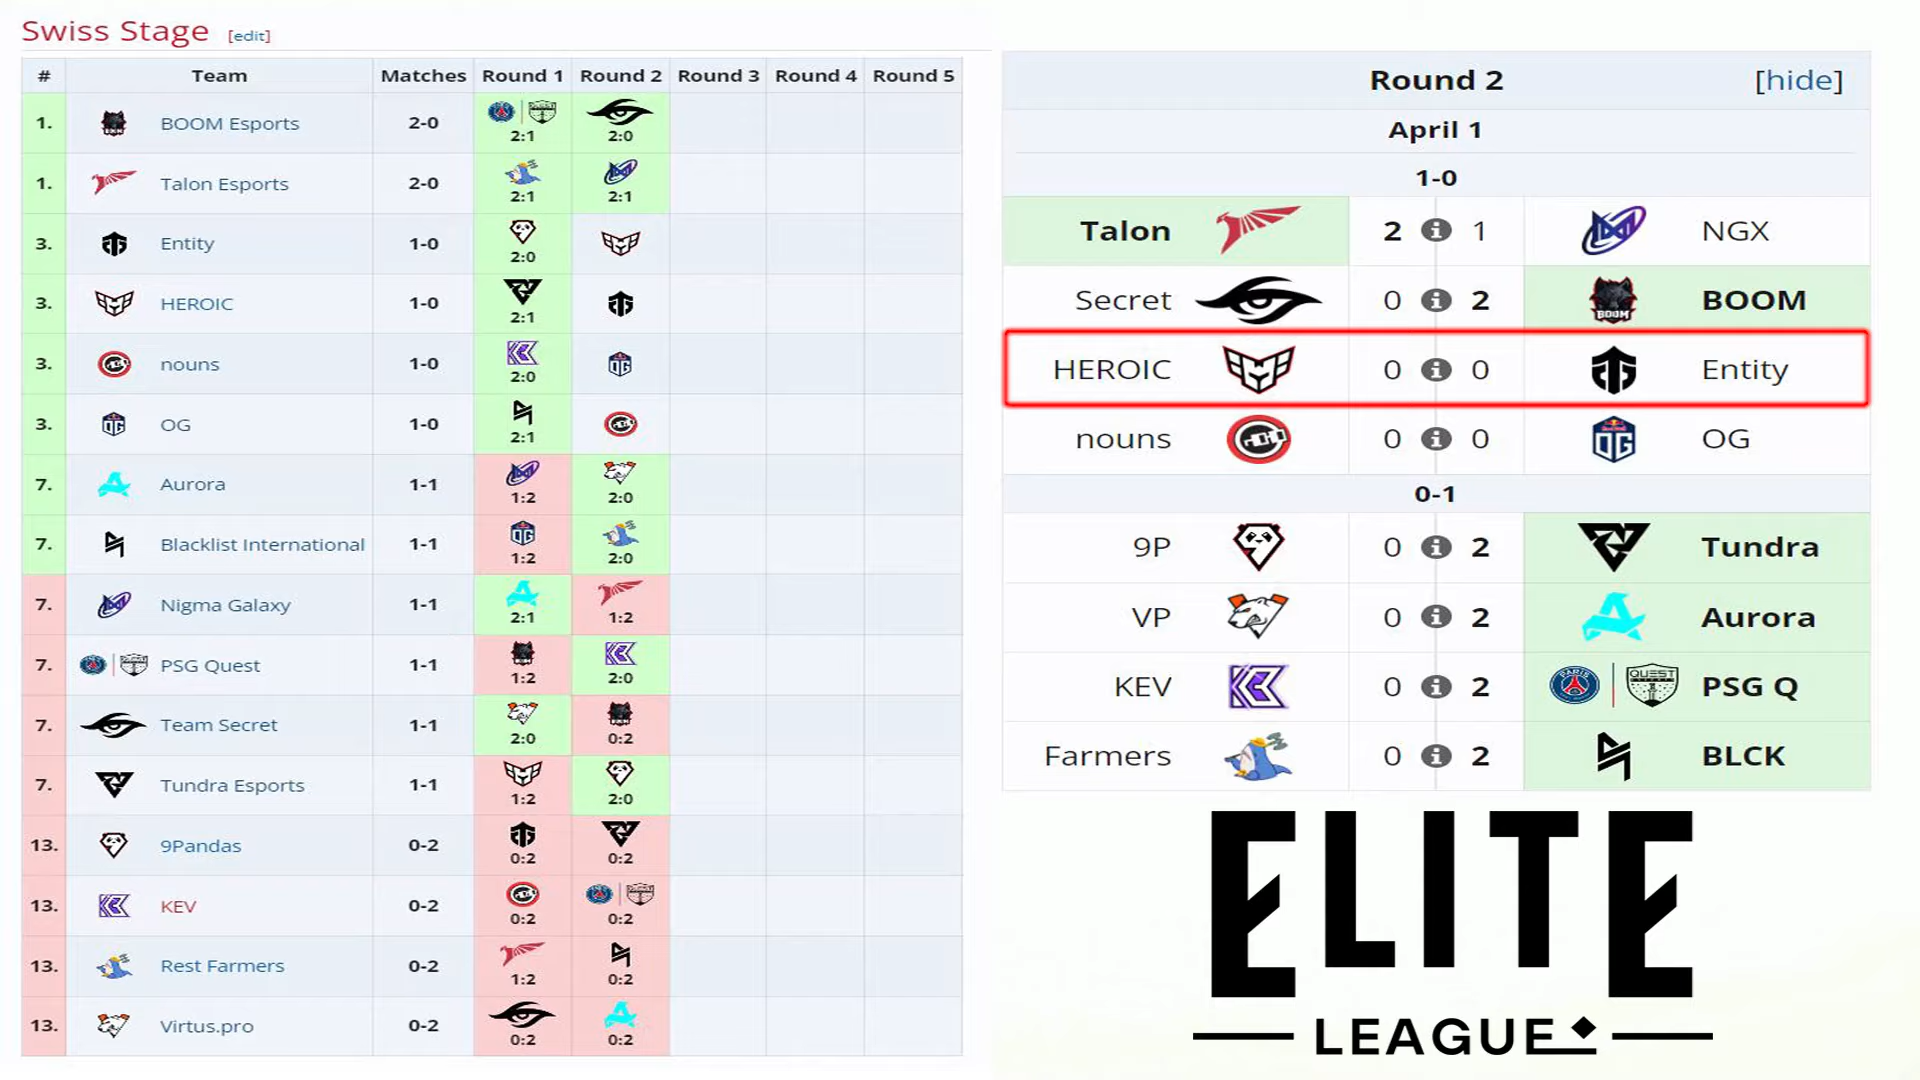 Swiss Stage [edit]
# Team Matches Round 1 Round 2 Round 3 Round 4 Round 5
1. BOOM Esports 2-0 2:1 2:0
1. Talon Esports 2-0 2:1 2:1
3. Entity 1-0 2:0
3. HEROIC 1-0 2:1
3. nouns 1-0 2:0
3. OG 1-0 2:1
7. Aurora 1-1 1:2 2:0
7. Blacklist International 1-1 1:2 2:0
7. Nigma Galaxy 1-1 2:1 1:2
7. PSG Quest 1-1 1:2 2:0
7. Team Secret 1-1 2:0 0:2
7. Tundra Esports 1-1 1:2 2:0
13. 9Pandas 0-2 0:2 0:2
13. KEV 0-2 0:2 0:2
13. Rest Farmers 0-2 1:2 0:2
13. Virtus.pro 0-2 0:2 0:2
Round 2 [hide]
April 1
1-0
Talon 2 1 NGX
Secret 0 2 BOOM BOOM
HEROIC 0 0 Entity
nouns 0 0 OG OG
0-1
9P 0 2 Tundra
VP 0 2 Aurora
KEV 0 2 PARIS QUEST PSG Q
Farmers 0 2 BLCK
ELITE
LEAGUE